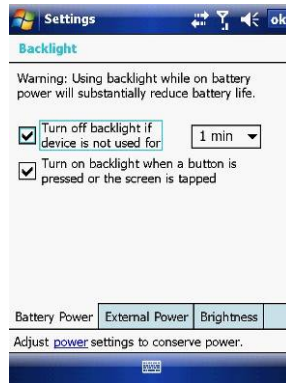 Settings ok
Backlight
Warning: Using backlight while on battery
power will substantially reduce battery life.
Turn off backlight if
device is not used for 1 min
Turn on backlight when a button is
pressed or the screen is tapped
Battery Power External Power Brightness
Adjust power settings to conserve power.